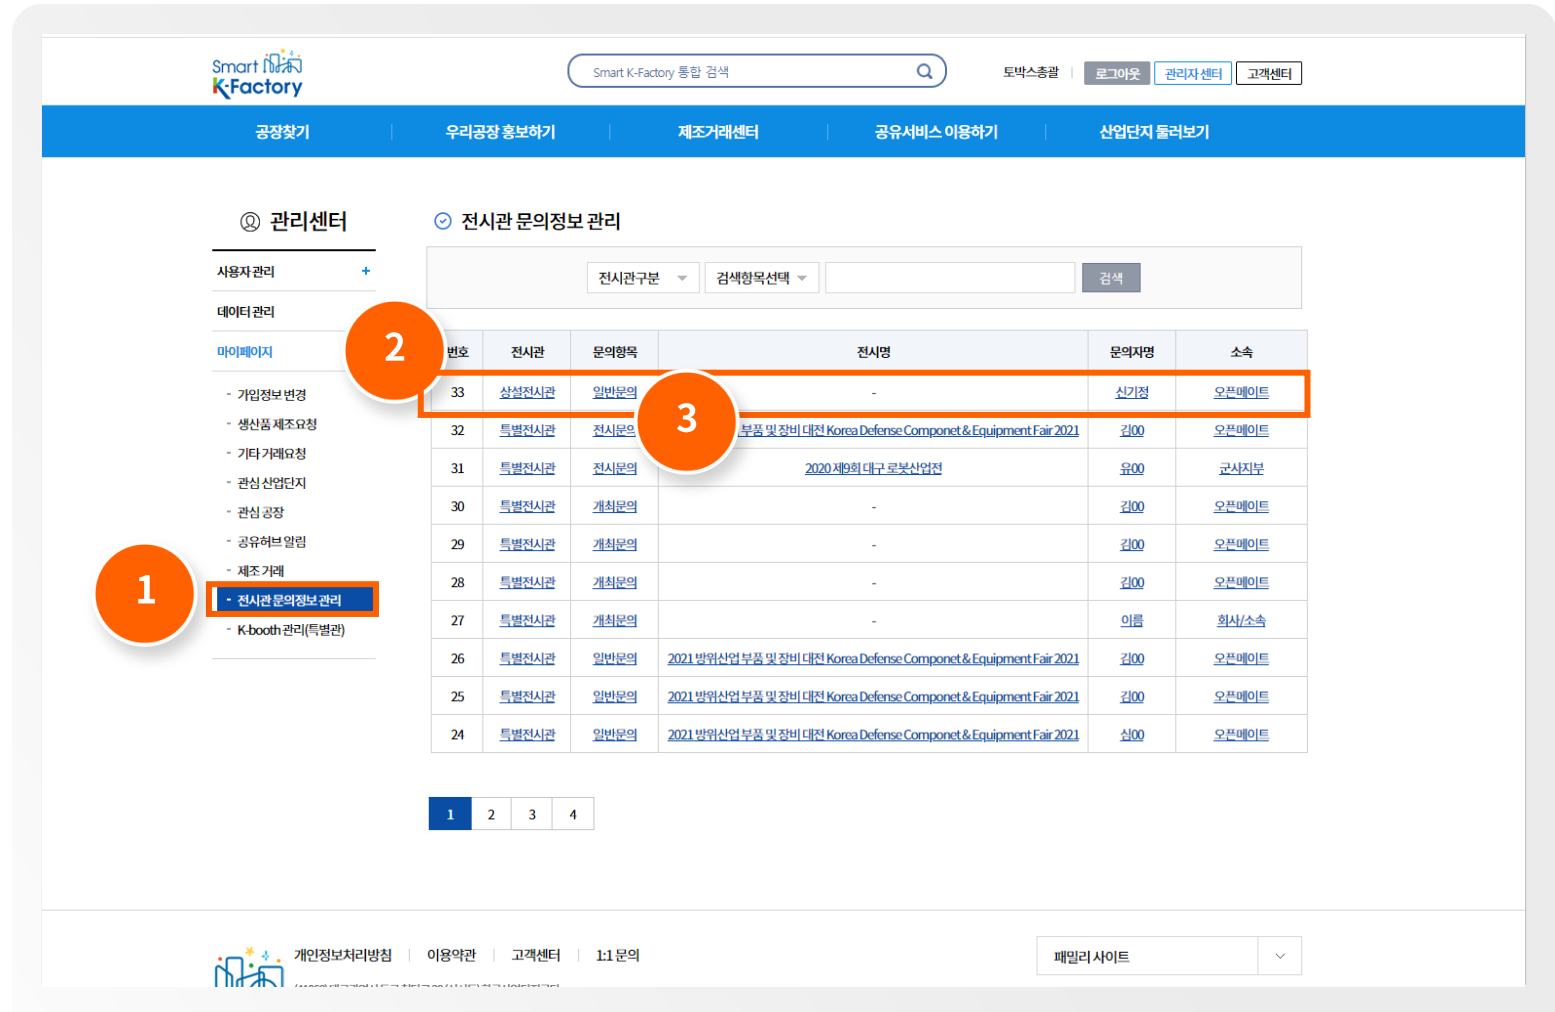 Smart
K-Factory
Smart K-Factory 통합 검색
토박스총괄
로그아웃
관리자 센터
고객센터
공장찾기
우리공장 홍보하기
제조거래센터
공유서비스 이용하기
산업단지 둘러보기
관리센터
사용자 관리 +
데이터 관리
마이페이지
- 가입정보 변경
- 생산품 제조요청
- 기타 거래요청
- 관심 산업단지
- 관심 공장
- 공유허브 알림
- 제조 거래
1
- 전시관 문의정보 관리
- K-booth 관리(특별관)
전시관 문의정보 관리
전시관구분
검색항목선택
검색
2
번호 전시관 문의항목 전시명 문의자명 소속
33 상설전시관 일반문의 - 신기정 오픈메이트
3
32 특별전시관 전시문의 부품 및 장비 대전 Korea Defense Componet & Equipment Fair 2021 김00 오픈메이트
31 특별전시관 전시문의 2020 제9회 대구 로봇산업전 유00 군사지부
30 특별전시관 개최문의 - 김00 오픈메이트
29 특별전시관 개최문의 - 김00 오픈메이트
28 특별전시관 개최문의 - 김00 오픈메이트
27 특별전시관 개최문의 - 이름 회사/소속
26 특별전시관 일반문의 2021 방위산업 부품 및 장비 대전 Korea Defense Componet & Equipment Fair 2021 김00 오픈메이트
25 특별전시관 일반문의 2021 방위산업 부품 및 장비 대전 Korea Defense Componet & Equipment Fair 2021 김00 오픈메이트
24 특별전시관 일반문의 2021 방위산업 부품 및 장비 대전 Korea Defense Componet & Equipment Fair 2021 심00 오픈메이트
1 2 3 4
개인정보처리방침
이용약관
고객센터
1:1 문의
패밀리 사이트